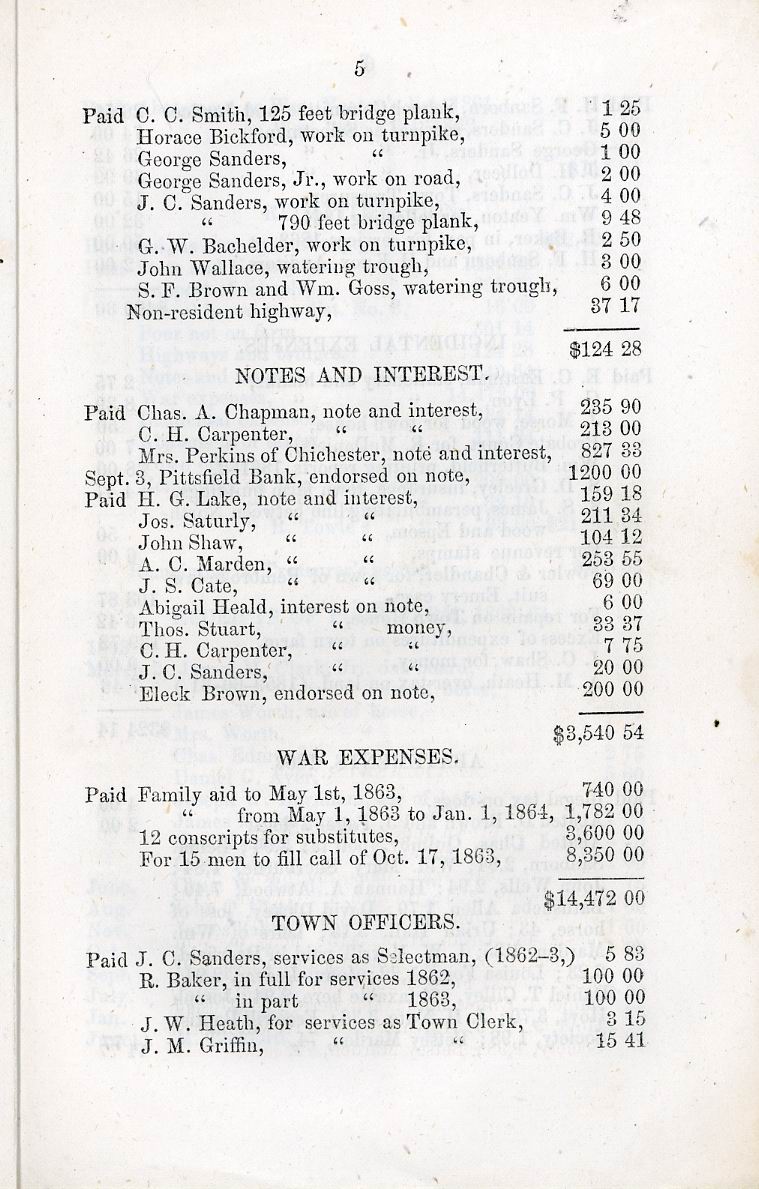 5
Paid C. C. Smith, 125 feet bridge plank, 1 25
Horace Bickford, work on turnpike, 5 00
George Sanders, “ 1 00
George Sanders, Jr., work on road, 2 00
J. C. Sanders, work on turnpike, 4 00
“ 790 feet bridge plank, 9 48
G. W. Bachelder, work on turnpike, 2 50
John Wallace, watering trough, 3 00
S. F. Brown and Wm. Goss, watering trough, 6 00
Non-resident highway, 37 17
$124 28
NOTES AND INTEREST.
Paid Chas. A. Chapman, note and interest, 235 90
C. H. Carpenter, “ “ 213 00
Mrs. Perkins of Chichester, note and interest, 827 33
Sept. 3, Pittsfield Bank, endorsed on note, 1200 00
Paid H. G. Lake, note and interest, 159 18
Jos. Saturly, “ “ 211 34
John Shaw, “ “ 104 12
A. C. Marden, “ “ 253 55
J. S. Cate, “ “ 69 00
Abigail Heald, interest on note, 6 00
Thos. Stuart, “ money, 33 37
C. H. Carpenter, “ “ 7 75
J. C. Sanders, “ “ 20 00
Eleck Brown, endorsed on note, 200 00
$3,540 54
WAR EXPENSES.
Paid Family aid to May 1st, 1863, 740 00
“ from May 1, 1863 to Jan. 1, 1864, 1,782 00
12 conscripts for substitutes, 3,600 00
For 15 men to fill call of Oct. 17, 1863, 8,350 00
$14,472 00
TOWN OFFICERS.
Paid J. C. Sanders, services as Selectman, (1862–3,) 5 83
R. Baker, in full for services 1862, 100 00
“ in part “ 1863, 100 00
J. W. Heath, for services as Town Clerk, 3 15
J. M. Griffin, “ “ 15 41